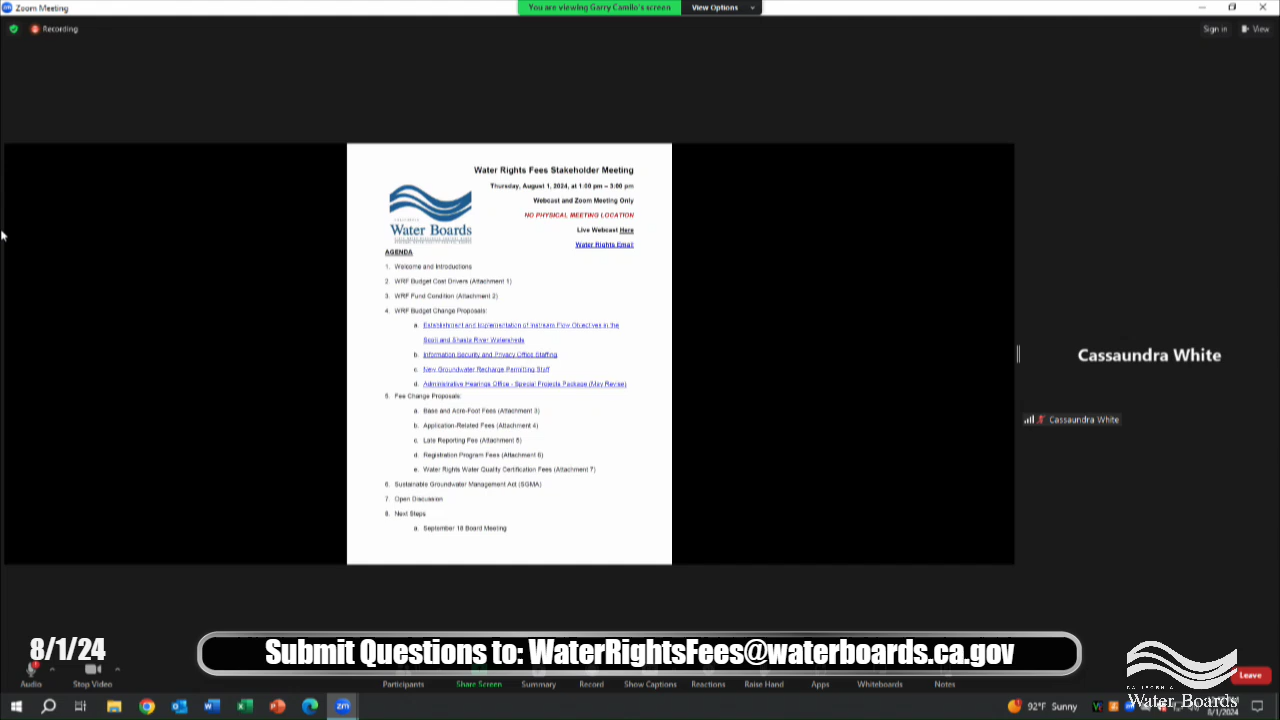 Zoom Meeting
You are viewing Garry Camilo's screen
View Options
Recording
Sign in
View
Water Rights Fees Stakeholder Meeting
Thursday, August 1, 2024, at 1:00 pm – 3:00 pm
Webcast and Zoom Meeting Only
NO PHYSICAL MEETING LOCATION
Live Webcast Here
Water Rights Email
Water Boards
AGENDA
1. Welcome and Introductions
2. WRF Budget Cost Drivers (Attachment 1)
3. WRF Fund Condition (Attachment 2)
4. WRF Budget Change Proposals:
a. Establishment and Implementation of Instream Flow Objectives in the
Scott and Shasta River Watersheds
b. Information Security and Privacy Office Staffing
c. New Groundwater Recharge Permitting Staff
d. Administrative Hearings Office - Special Projects Package (May Revise)
5. Fee Change Proposals:
a. Base and Acre-Foot Fees (Attachment 3)
b. Application-Related Fees (Attachment 4)
c. Late Reporting Fee (Attachment 5)
d. Registration Program Fees (Attachment 6)
e. Water Rights Water Quality Certification Fees (Attachment 7)
6. Sustainable Groundwater Management Act (SGMA)
7. Open Discussion
8. Next Steps
a. September 18 Board Meeting
Cassaundra White
Cassaundra White
8/1/24
Submit Questions to: WaterRightsFees@waterboards.ca.gov
Audio
Stop Video
Participants
Share Screen
Summary
Record
Show Captions
Reactions
Raise Hand
Apps
Whiteboards
Notes
Leave
Water Boards
92°F Sunny
8/1/2024